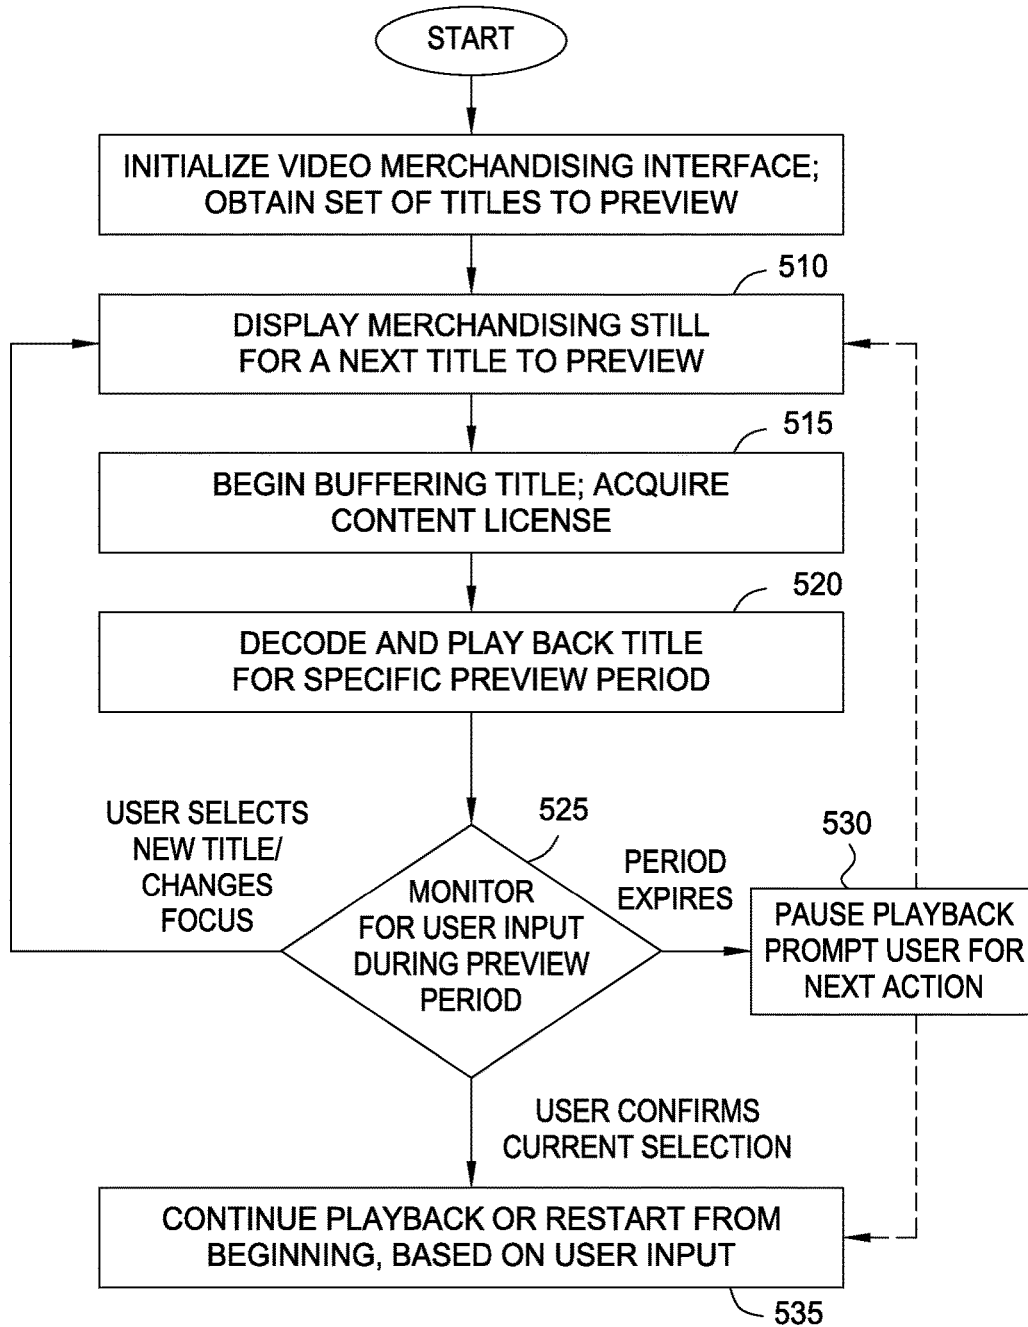 START
INITIALIZE VIDEO MERCHANDISING INTERFACE;
OBTAIN SET OF TITLES TO PREVIEW
510
DISPLAY MERCHANDISING STILL
FOR A NEXT TITLE TO PREVIEW
515
BEGIN BUFFERING TITLE; ACQUIRE
CONTENT LICENSE
520
DECODE AND PLAY BACK TITLE
FOR SPECIFIC PREVIEW PERIOD
USER SELECTS
NEW TITLE/
CHANGES
FOCUS
525
MONITOR
FOR USER INPUT
DURING PREVIEW
PERIOD
PERIOD
EXPIRES
530
PAUSE PLAYBACK
PROMPT USER FOR
NEXT ACTION
USER CONFIRMS
CURRENT SELECTION
CONTINUE PLAYBACK OR RESTART FROM
BEGINNING, BASED ON USER INPUT
535